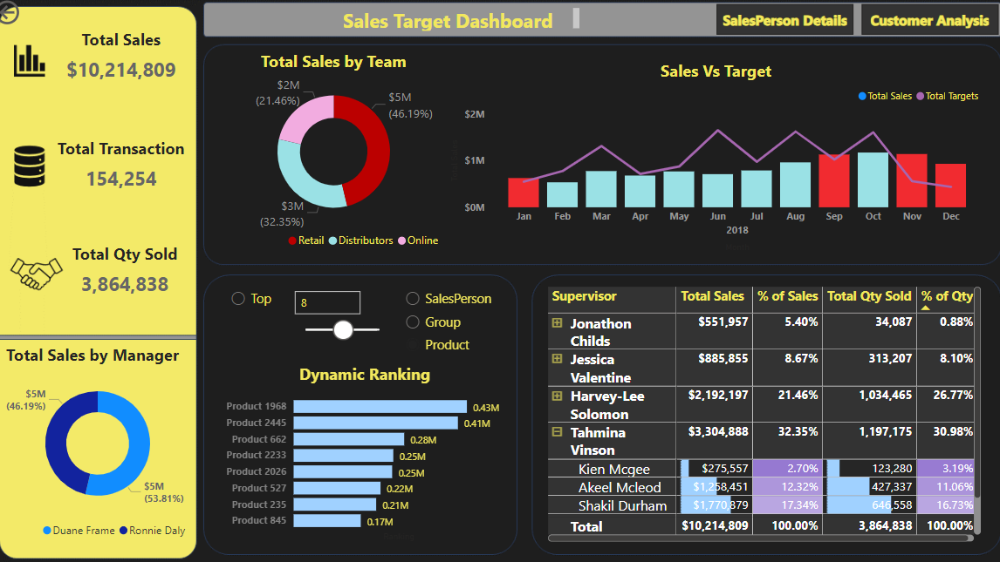 Sales Target Dashboard
SalesPerson Details
Customer Analysis
Total Sales
$10,214,809
Total Transaction
154,254
Total Qty Sold
3,864,838
Total Sales by Manager
$5M
(46.19%)
$5M
(53.81%)
Duane Frame Ronnie Daly
Total Sales by Team
$2M
(21.46%)
$5M
(46.19%)
$3M
(32.35%)
Retail Distributors Online
Sales Vs Target
Total Sales Total Targets
$2M
$1M
$0M
Jan Feb Mar Apr May Jun Jul Aug Sep Oct Nov Dec
2018
Top
8
SalesPerson
Group
Product
Dynamic Ranking
Product 1968 0.43M
Product 2445 0.41M
Product 662 0.28M
Product 2233 0.25M
Product 2026 0.25M
Product 527 0.22M
Product 235 0.21M
Product 845 0.17M
Supervisor Total Sales % of Sales Total Qty Sold % of Qty
Jonathon $551,957 5.40% 34,087 0.88%
Childs
Jessica $885,855 8.67% 313,207 8.10%
Valentine
Harvey-Lee $2,192,197 21.46% 1,034,465 26.77%
Solomon
Tahmina $3,304,888 32.35% 1,197,175 30.98%
Vinson
Kien Mcgee $275,557 2.70% 123,280 3.19%
Akeel Mcleod $1,258,451 12.32% 427,337 11.06%
Shakil Durham $1,770,879 17.34% 646,558 16.73%
Total $10,214,809 100.00% 3,864,838 100.00%